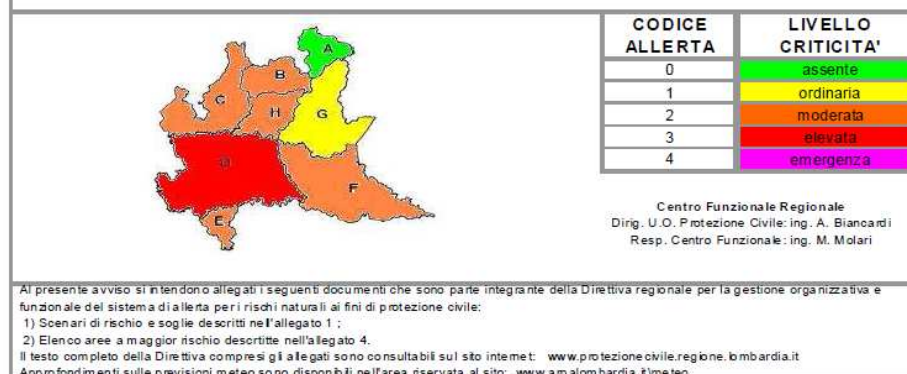 CODICE ALLERTA
LIVELLO CRITICITA'
0 assente
1 ordinaria
2 moderata
3 elevata
4 emergenza
A
B
C
H
G
D
F
E
Centro Funzionale Regionale
Dirig. U.O. Protezione Civile: ing. A. Biancardi
Resp. Centro Funzionale: ing. M. Molari
Al presente avviso si intendono allegati i seguenti documenti che sono parte integrante della Direttiva regionale per la gestione organizzativa e
funzionale del sistema di allerta per i rischi naturali ai fini di protezione civile:
1) Scenari di rischio e soglie descritti nell'allegato 1 ;
2) Elenco aree a maggior rischio descrtitte nell'allegato 4.
Il testo completo della Direttiva compresi gli allegati sono consultabili sul sito internet: www.protezionecivile.regione.lombardia.it
Approfondimenti sulle previsioni meteo sono disponibili nell'area riservata al sito: www.arpalombardia.it\meteo